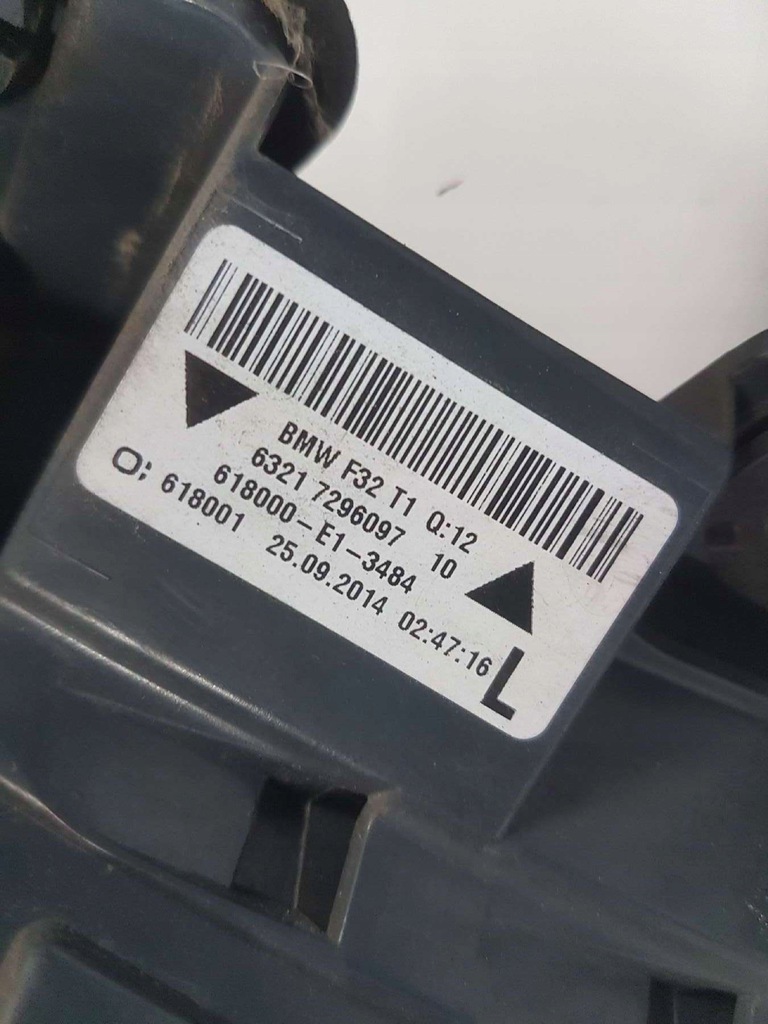 BMW F32 T1 Q:12
6321 7296097 10
618000-E1-3484
O: 618001 25.09.2014 02:47:16
L